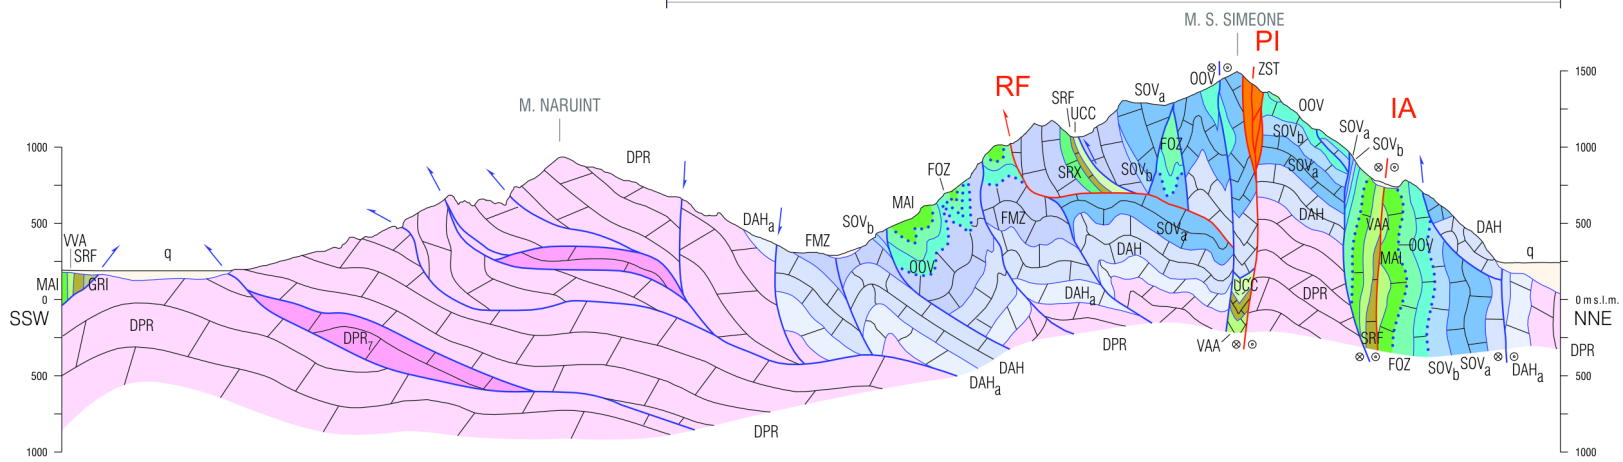 M. S. SIMEONE
PI
ZST
1500
1500
OOV
SOVa
RF
SRF
UCC
OOV
IA
M. NARUINT
SOVb
SOVa
SOVb
1000
DPR
FOZ
1000
FOZ
SRX
SOVb
SOVa
MAI
DAHa
SOVb
FMZ
DAH
VAA
DAH
500
500
SOVa
VVA
FMZ
OOV
SRF
q
DAH
MAI
q
OOV
MAI
GRI
UCC
DAHa
DPR
0
0 m s.l.m.
SSW
NNE
DPR
DPR7
SRF
VAA
DPR
DPR
FOZ
SOVb
SOVa
DAHa
DAH
500
500
DAHa
DPR
1000
1000